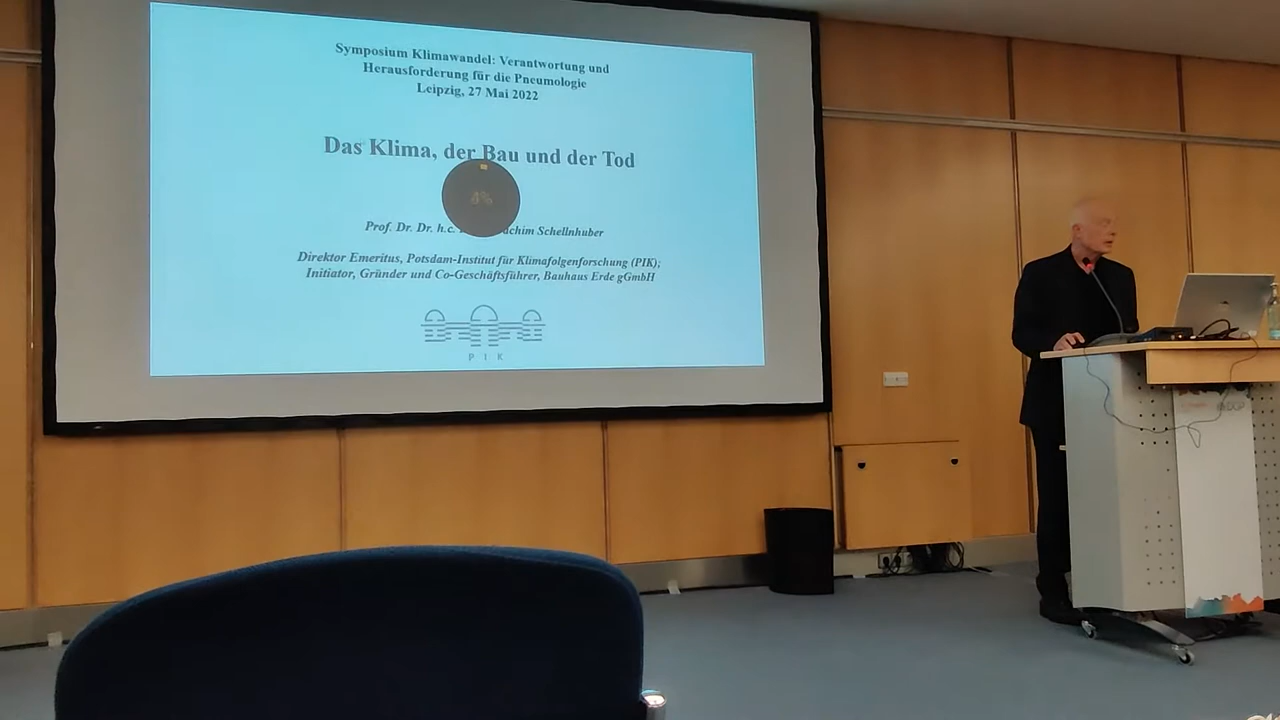 Symposium Klimawandel: Verantwortung und
Herausforderung für die Pneumologie
Leipzig, 27 Mai 2022
Das Klima, der Bau und der Tod
Prof. Dr. Dr. h.c. achim Schellnhuber
Direktor Emeritus, Potsdam-Institut für Klimafolgenforschung (PIK);
Initiator, Gründer und Co-Geschäftsführer, Bauhaus Erde gGmbH
P I K